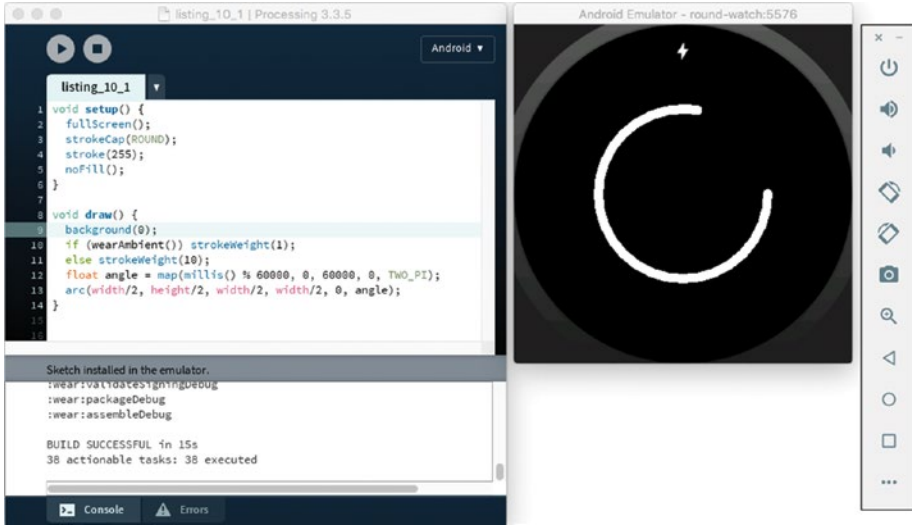 listing_10_1 | Processing 3.3.5
Android ▼
listing_10_1 ▼
1 void setup() {
2 fullScreen();
3 strokeCap(ROUND);
4 stroke(255);
5 noFill();
6 }
7
8 void draw() {
9 background(0);
10 if (wearAmbient()) strokeWeight(1);
11 else strokeWeight(10);
12 float angle = map(millis() % 60000, 0, 60000, 0, TWO_PI);
13 arc(width/2, height/2, width/2, width/2, 0, angle);
14 }
15
16
Sketch installed in the emulator.
:wear:validateSigningDebug
:wear:packageDebug
:wear:assembleDebug
BUILD SUCCESSFUL in 15s
38 actionable tasks: 38 executed
Console Errors
Android Emulator - round-watch:5576